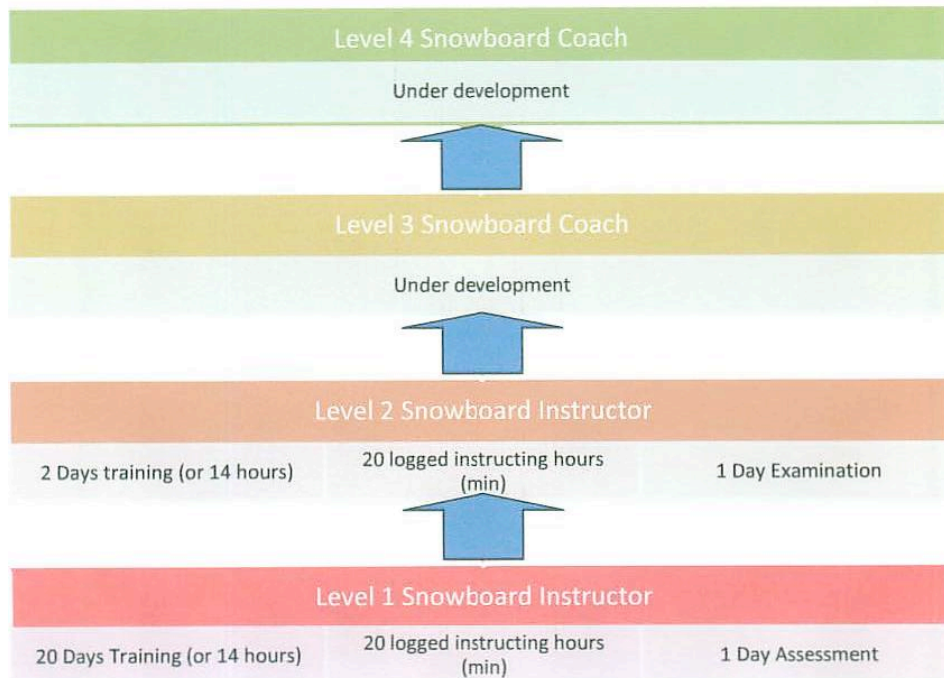 Level 4 Snowboard Coach
Under development
Level 3 Snowboard Coach
Under development
Level 2 Snowboard Instructor
2 Days training (or 14 hours)
20 logged instructing hours
(min)
1 Day Examination
Level 1 Snowboard Instructor
20 Days Training (or 14 hours)
20 logged instructing hours
(min)
1 Day Assessment